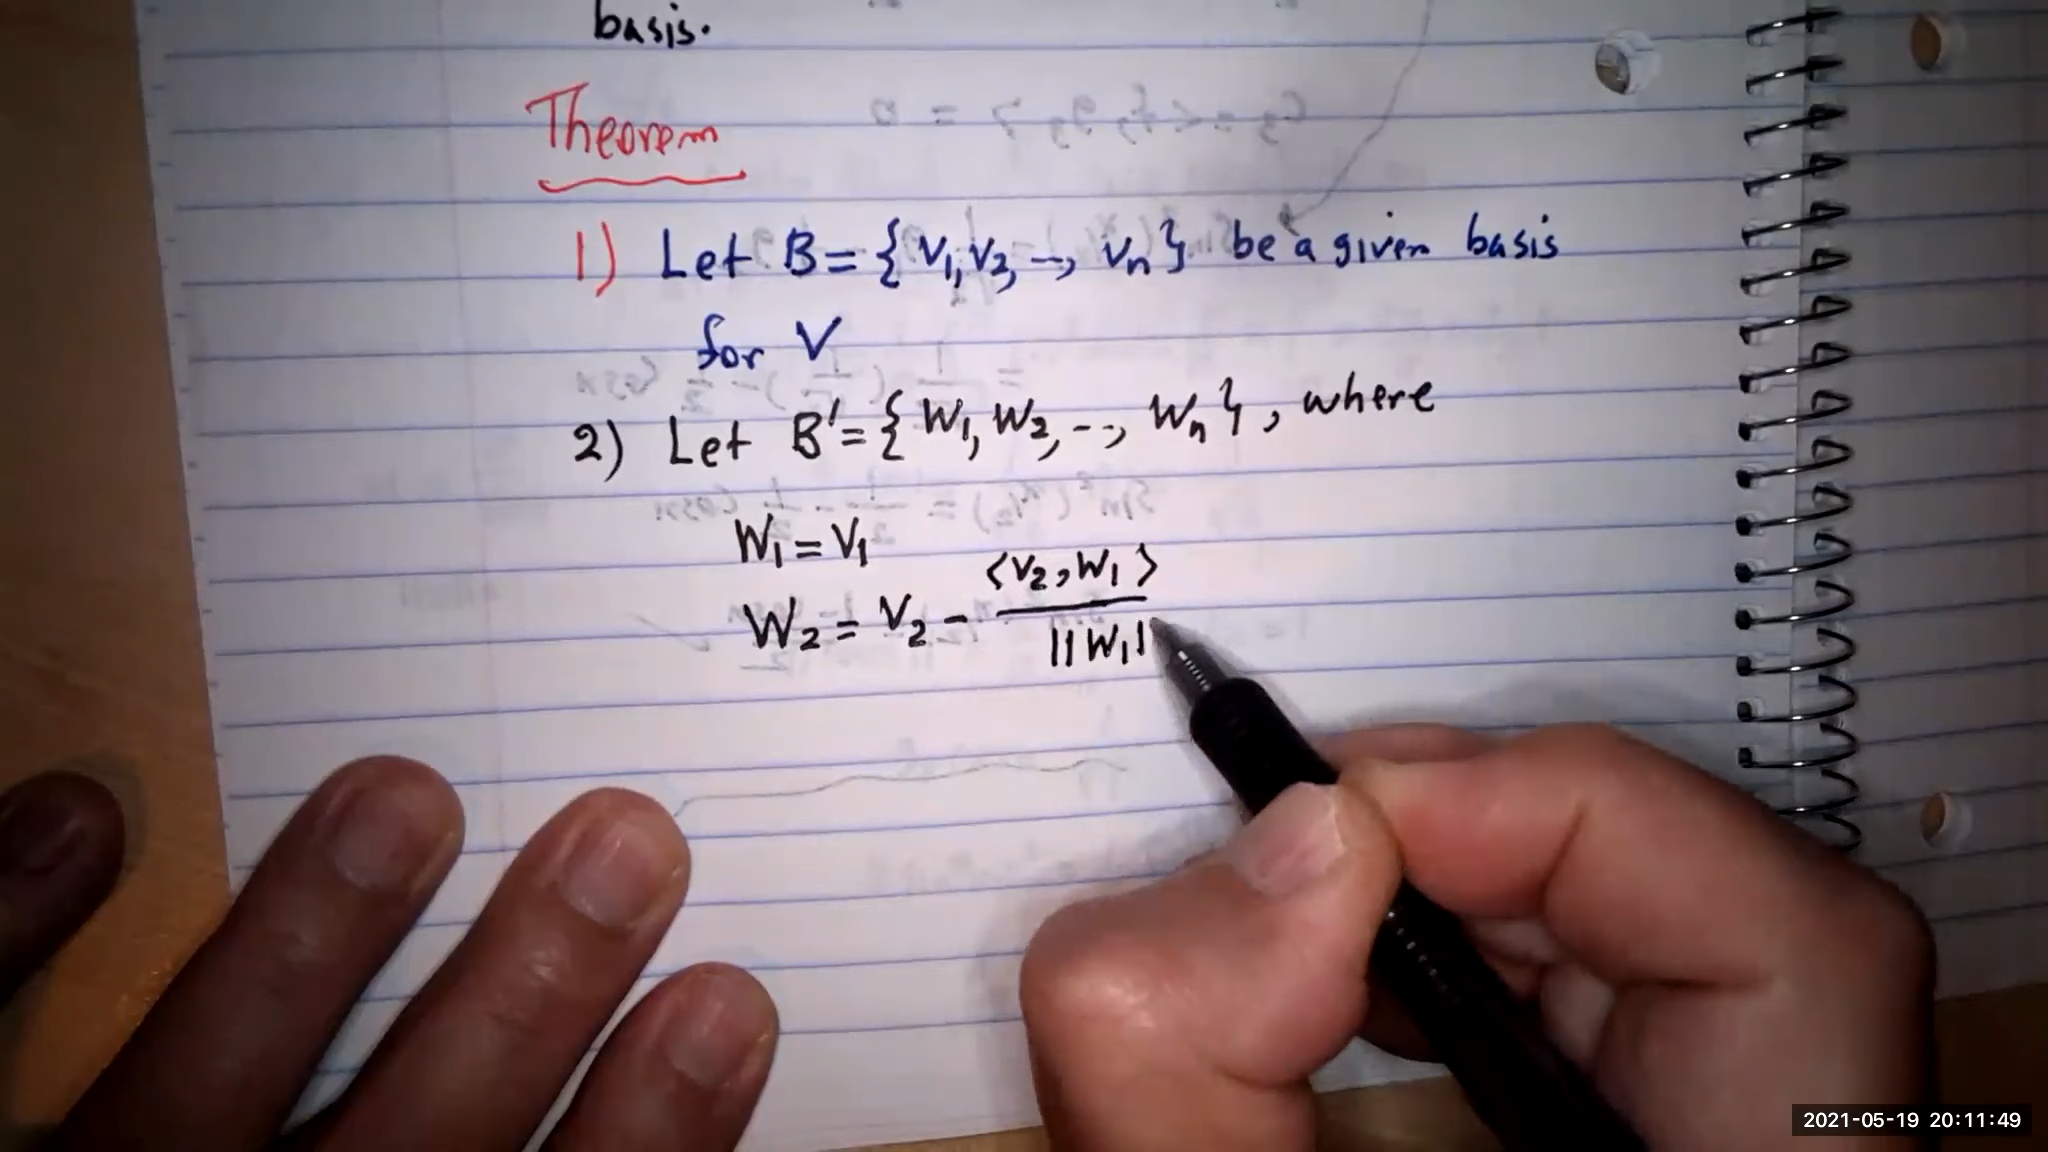 basis.
Theorem
1) Let B = {v₁, v₂, -, vₙ} be a given basis
for V
2) Let B' = {W₁, W₂, --, Wₙ}, where
W₁ = V₁
W₂ = V₂ - <V₂, W₁> / ||W₁|
2021-05-19 20:11:49